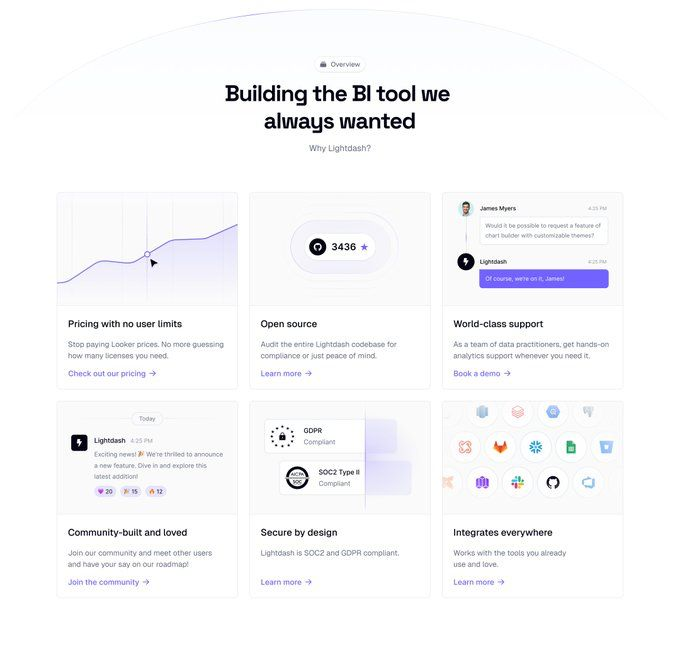 Overview
Building the BI tool we
always wanted
Why Lightdash?
3436
James Myers 4:25 PM
Would it be possible to request a feature of
chart builder with customizable themes?
Lightdash 4:25 PM
Of course, we're on it, James!
Pricing with no user limits
Stop paying Looker prices. No more guessing
how many licenses you need.
Check out our pricing →
Open source
Audit the entire Lightdash codebase for
compliance or just peace of mind.
Learn more →
World-class support
As a team of data practitioners, get hands-on
analytics support whenever you need it.
Book a demo →
Today
Lightdash 4:25 PM
Exciting news! 🎉 We're thrilled to announce
a new feature. Dive in and explore this
latest addition!
💜 20 🎉 15 🔥 12
GDPR
Compliant
AICPA
SOC
SOC2 Type II
Compliant
Community-built and loved
Join our community and meet other users
and have your say on our roadmap!
Join the community →
Secure by design
Lightdash is SOC2 and GDPR compliant.
Learn more →
Integrates everywhere
Works with the tools you already
use and love.
Learn more →